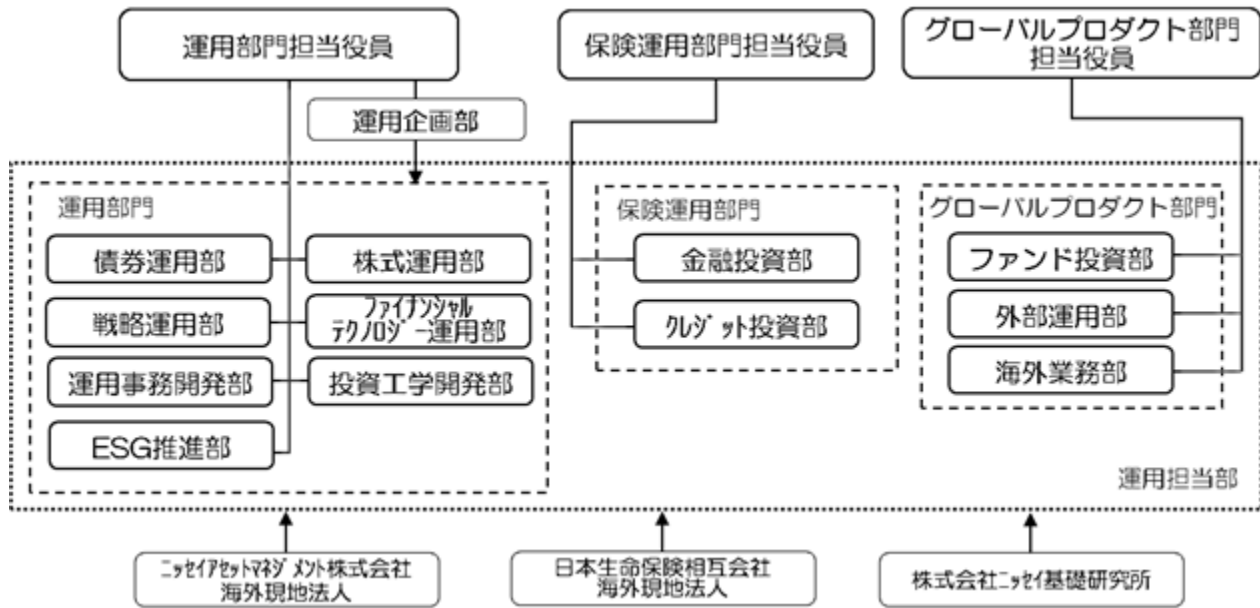 運用部門担当役員
保険運用部門担当役員
グローバルプロダクト部門
担当役員
運用企画部
運用部門
債券運用部
株式運用部
戦略運用部
ファイナンシャル
テクノロジー運用部
運用事務開発部
投資工学開発部
ESG推進部
保険運用部門
金融投資部
クレジット投資部
グローバルプロダクト部門
ファンド投資部
外部運用部
海外業務部
運用担当部
ニッセイアセットマネジメント株式会社
海外現地法人
日本生命保険相互会社
海外現地法人
株式会社ニッセイ基礎研究所